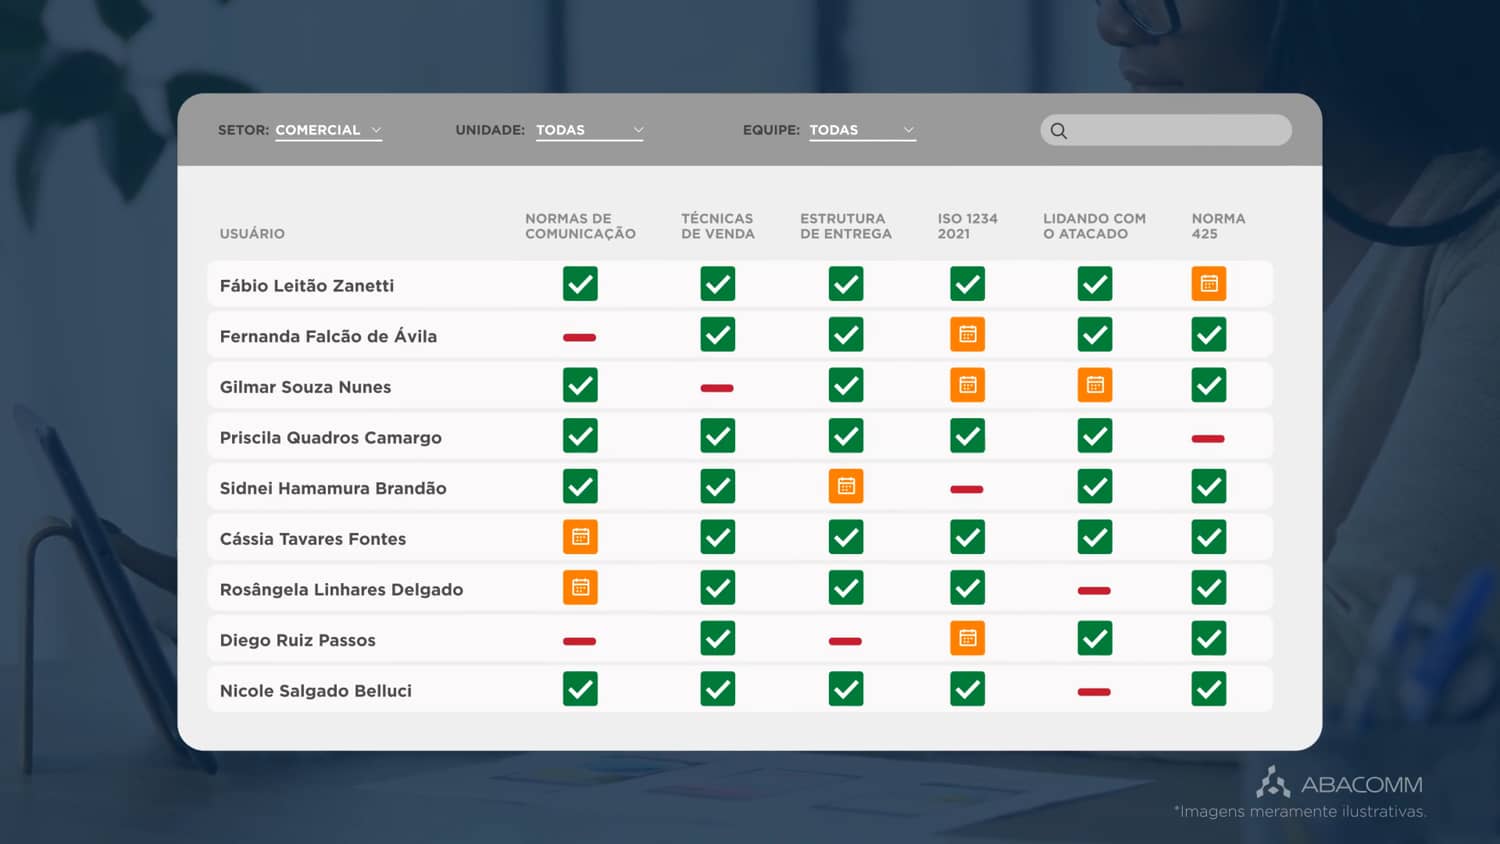 SETOR: COMERCIAL UNIDADE: TODAS EQUIPE: TODAS
USUÁRIO
NORMAS DE
COMUNICAÇÃO
TÉCNICAS
DE VENDA
ESTRUTURA
DE ENTREGA
ISO 1234
2021
LIDANDO COM
O ATACADO
NORMA
425
Fábio Leitão Zanetti
Fernanda Falcão de Ávila
Gilmar Souza Nunes
Priscila Quadros Camargo
Sidnei Hamamura Brandão
Cássia Tavares Fontes
Rosângela Linhares Delgado
Diego Ruiz Passos
Nicole Salgado Belluci
ABACOMM
*Imagens meramente ilustrativas.